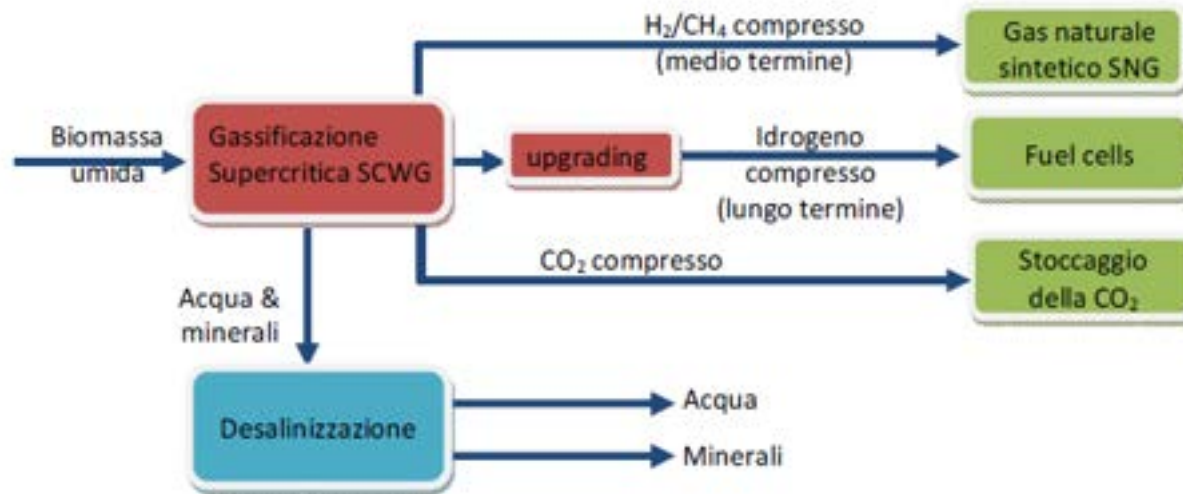 H₂/CH₄ compresso
(medio termine)
Gas naturale
sintetico SNG
Biomassa
umida
Gassificazione
Supercritica SCWG
upgrading
Idrogeno
compresso
(lungo termine)
Fuel cells
CO₂ compresso
Stoccaggio
della CO₂
Acqua &
minerali
Desalinizzazione
Acqua
Minerali